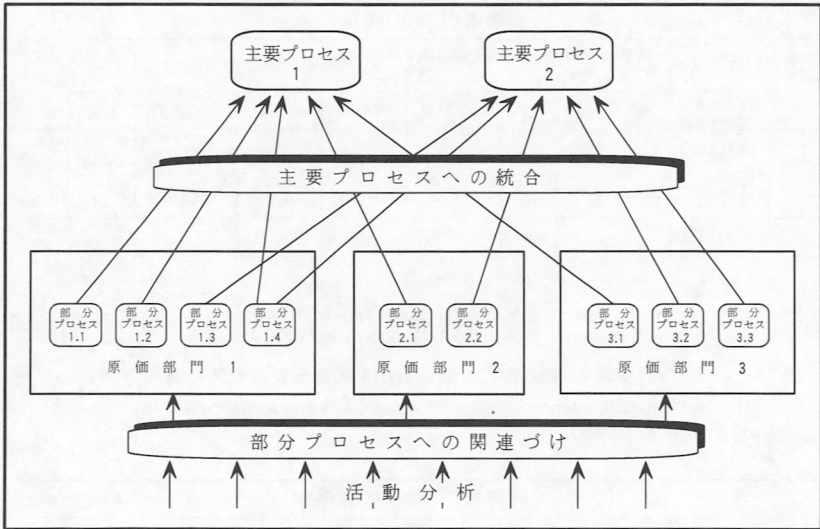 主要プロセス
1
主要プロセス
2
主要プロセスへの統合
部分
プロセス
1.1
部分
プロセス
1.2
部分
プロセス
1.3
部分
プロセス
1.4
原価部門 1
部分
プロセス
2.1
部分
プロセス
2.2
原価部門 2
部分
プロセス
3.1
部分
プロセス
3.2
部分
プロセス
3.3
原価部門 3
部分プロセスへの関連づけ
活動分析